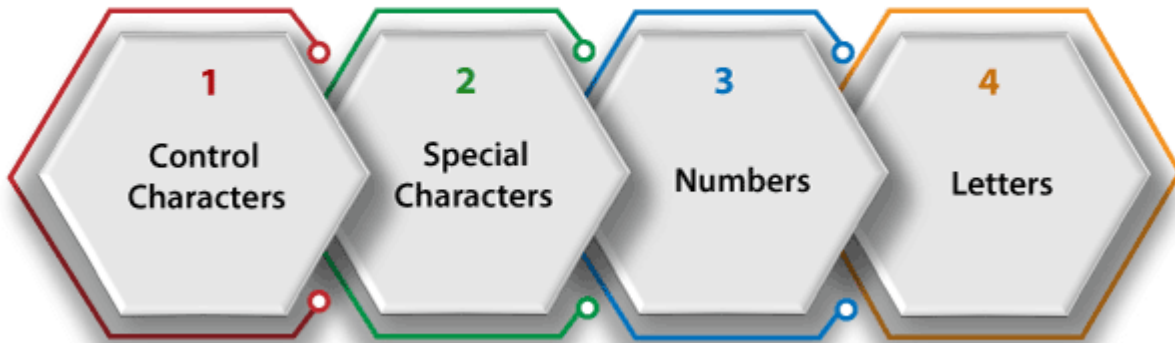 1
Control
Characters
2
Special
Characters
3
Numbers
4
Letters